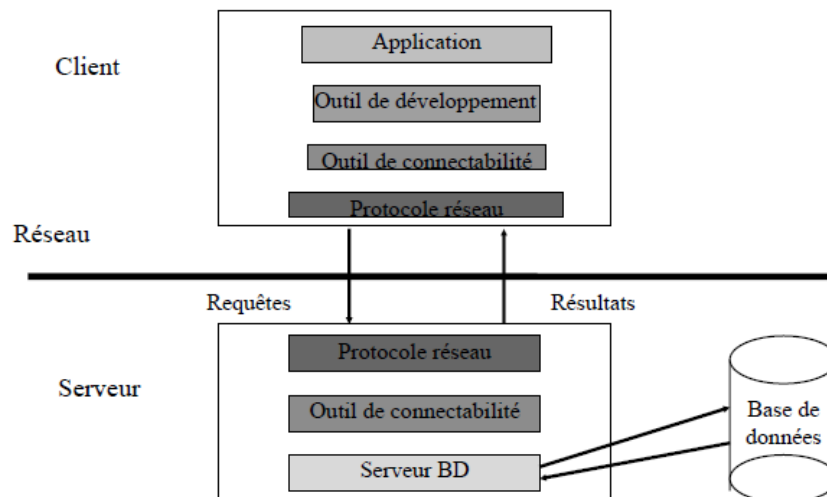 Application
Client
Outil de développement
Outil de connectabilité
Protocole réseau
Réseau
Requêtes
Résultats
Protocole réseau
Serveur
Outil de connectabilité
Base de
données
Serveur BD